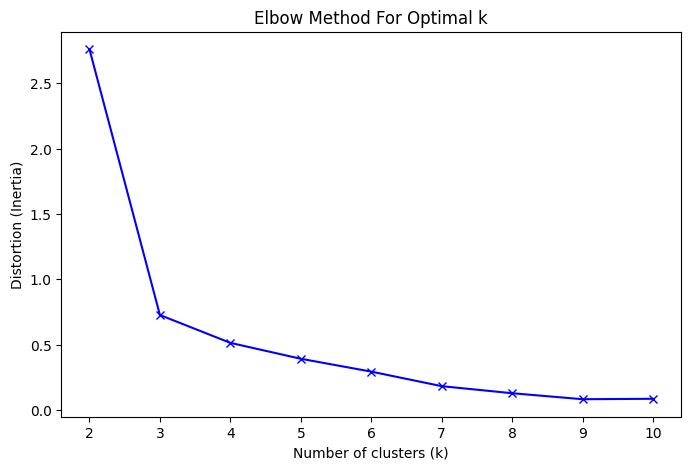 Elbow Method For Optimal k
Distortion (Inertia)
2.5
2.0
1.5
1.0
0.5
0.0
2 3 4 5 6 7 8 9 10
Number of clusters (k)